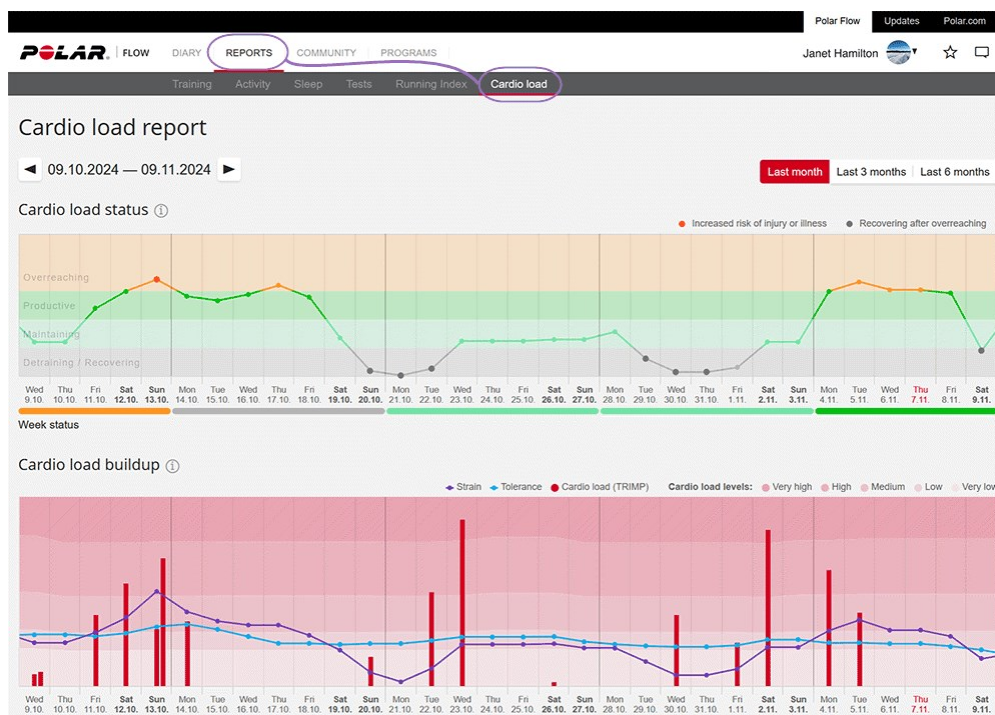 Polar Flow Updates Polar.com
POLAR. FLOW DIARY REPORTS COMMUNITY PROGRAMS Janet Hamilton
Training Activity Sleep Tests Running Index Cardio load
Cardio load report
09.10.2024 — 09.11.2024
Last month Last 3 months Last 6 months
Cardio load status
Increased risk of injury or illness Recovering after overreaching
Overreaching
Productive
Maintaining
Detraining / Recovering
Wed Thu Fri Sat Sun Mon Tue Wed Thu Fri Sat Sun Mon Tue Wed Thu Fri Sat Sun Mon Tue Wed Thu Fri Sat Sun Mon Tue Wed Thu Fri Sat
9.10. 10.10. 11.10. 12.10. 13.10. 14.10. 15.10. 16.10. 17.10. 18.10. 19.10. 20.10. 21.10. 22.10. 23.10. 24.10. 25.10. 26.10. 27.10. 28.10. 29.10. 30.10. 31.10. 1.11. 2.11. 3.11. 4.11. 5.11. 6.11. 7.11. 8.11. 9.11.
Week status
Cardio load buildup
Strain Tolerance Cardio load (TRIMP) Cardio load levels: Very high High Medium Low Very low
Wed Thu Fri Sat Sun Mon Tue Wed Thu Fri Sat Sun Mon Tue Wed Thu Fri Sat Sun Mon Tue Wed Thu Fri Sat Sun Mon Tue Wed Thu Fri Sat
9.10. 10.10. 11.10. 12.10. 13.10. 14.10. 15.10. 16.10. 17.10. 18.10. 19.10. 20.10. 21.10. 22.10. 23.10. 24.10. 25.10. 26.10. 27.10. 28.10. 29.10. 30.10. 31.10. 1.11. 2.11. 3.11. 4.11. 5.11. 6.11. 7.11. 8.11. 9.11.